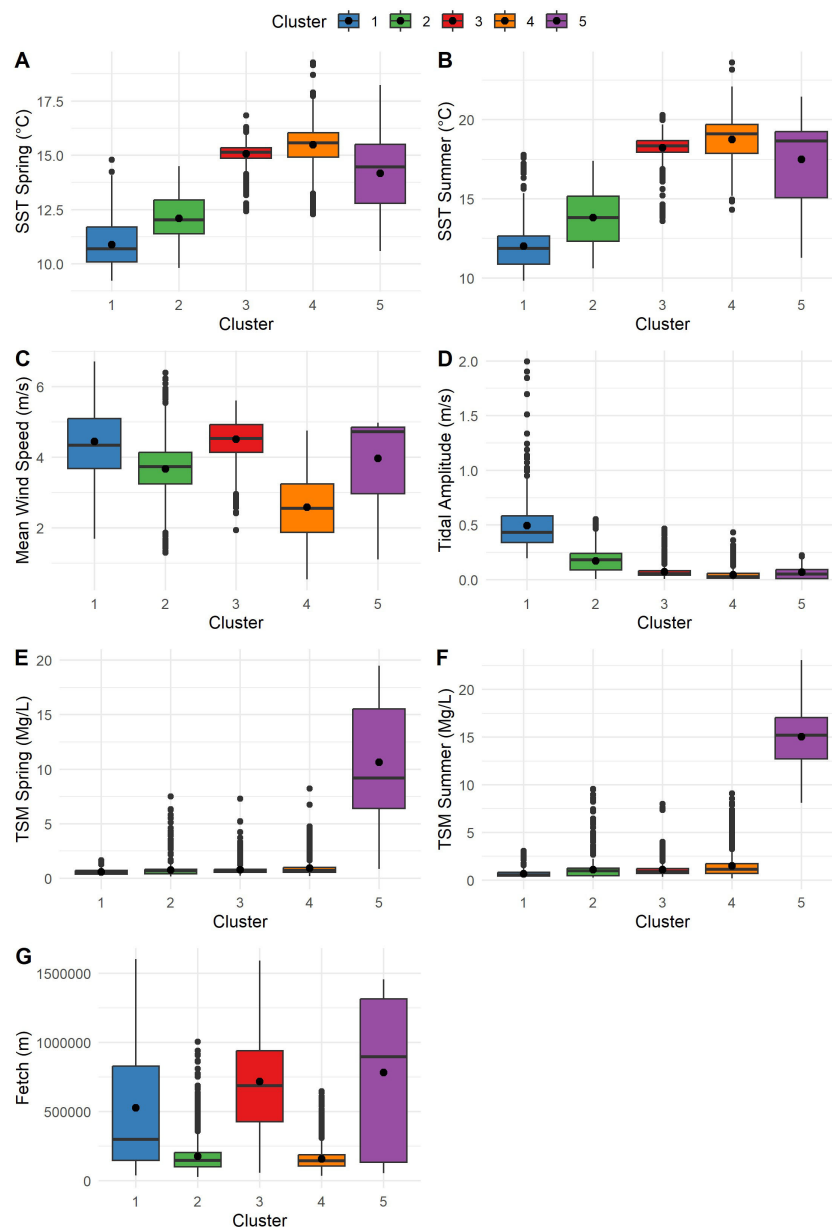 Cluster 1 2 3 4 5
A
SST Spring (°C)
17.5
15.0
12.5
10.0
1 2 3 4 5
Cluster
B
SST Summer (°C)
20
15
10
1 2 3 4 5
Cluster
C
Mean Wind Speed (m/s)
6
4
2
1 2 3 4 5
Cluster
D
Tidal Amplitude (m/s)
2.0
1.5
1.0
0.5
0.0
1 2 3 4 5
Cluster
E
TSM Spring (Mg/L)
20
15
10
5
0
1 2 3 4 5
Cluster
F
TSM Summer (Mg/L)
20
15
10
5
0
1 2 3 4 5
Cluster
G
Fetch (m)
1500000
1000000
500000
0
1 2 3 4 5
Cluster